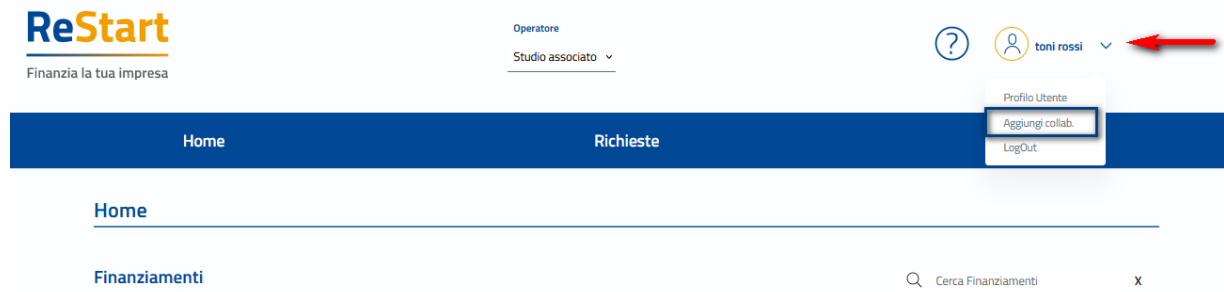 ReStart
Finanzia la tua impresa
Operatore
Studio associato
?
toni rossi
Profilo Utente
Aggiungi collab.
LogOut
Home
Richieste
Home
Finanziamenti
Cerca Finanziamenti
X